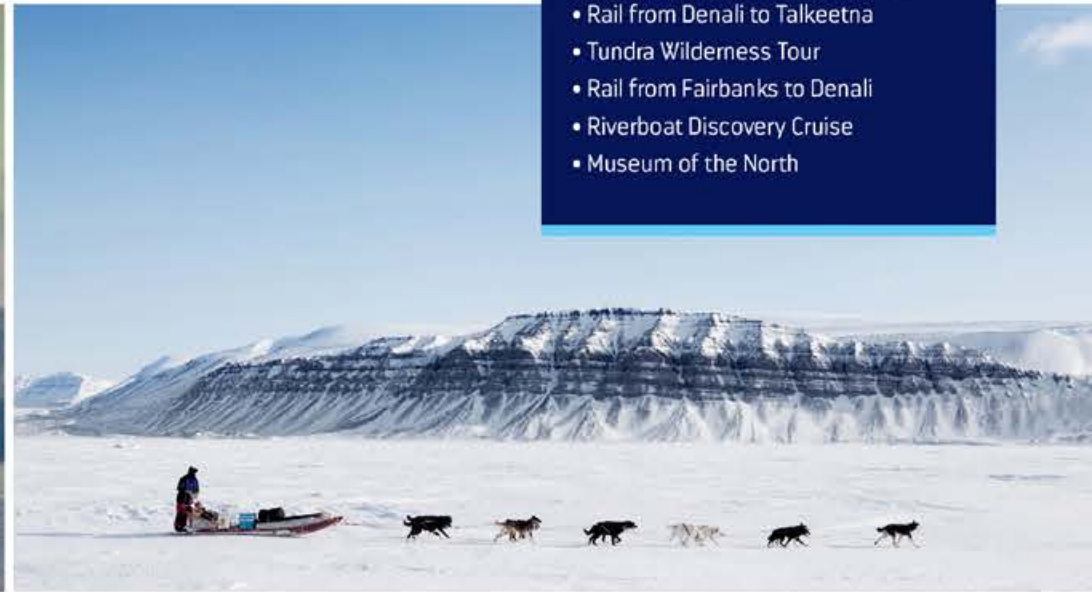 • Rail from Denali to Talkeetna
• Tundra Wilderness Tour
• Rail from Fairbanks to Denali
• Riverboat Discovery Cruise
• Museum of the North